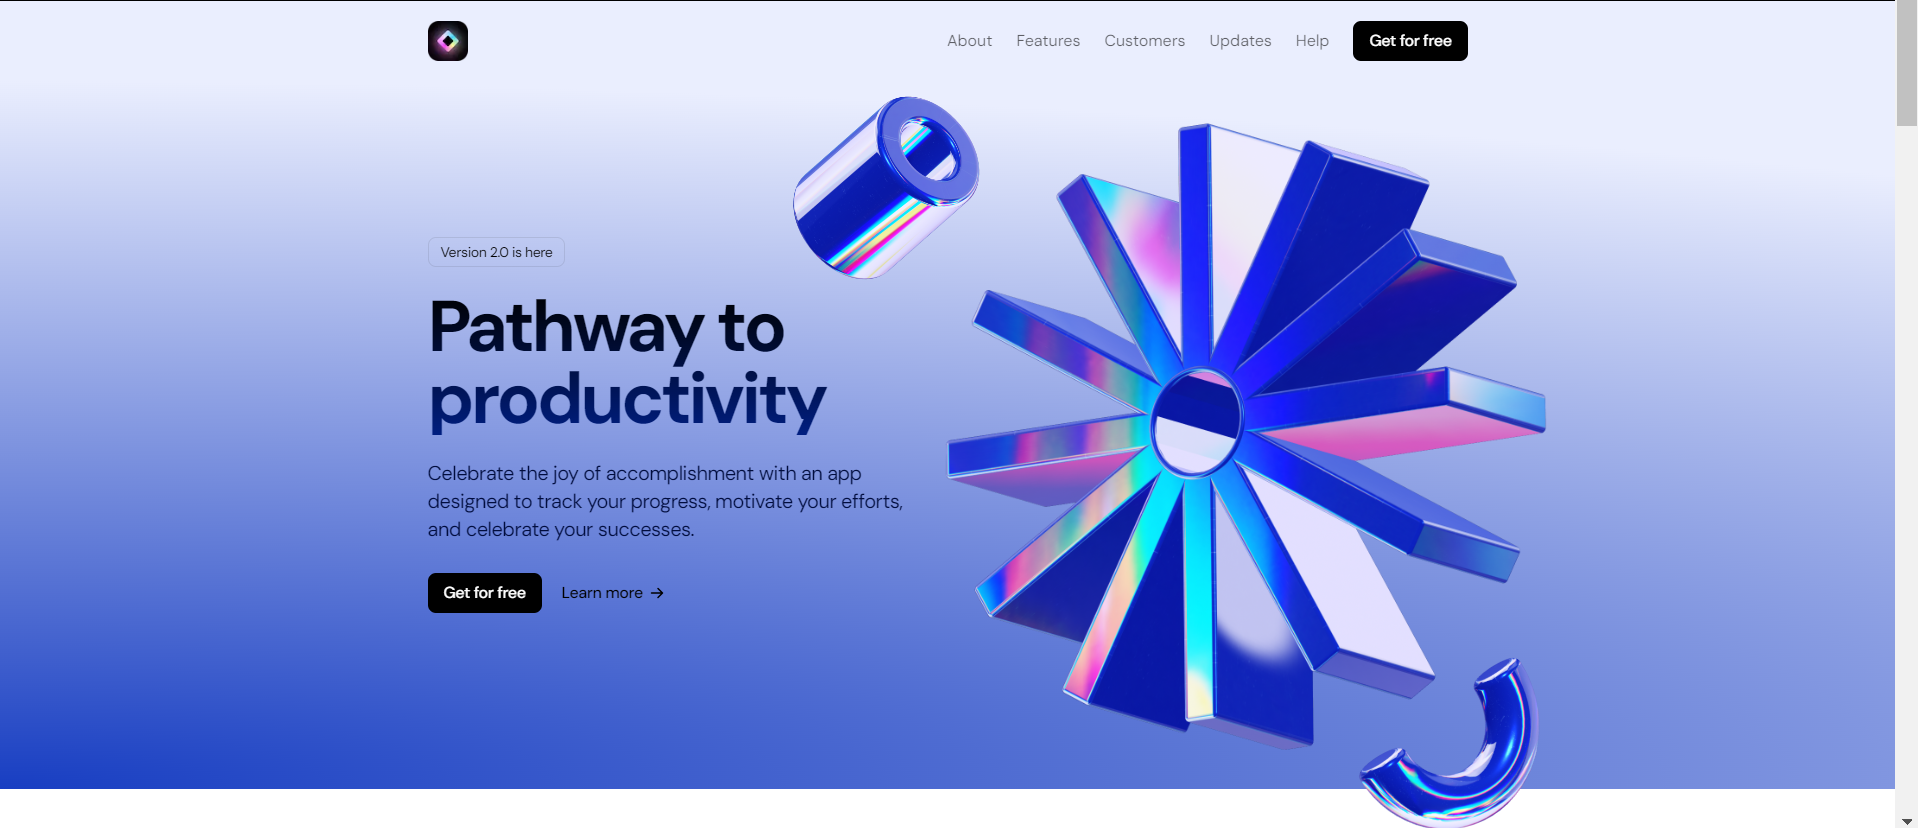 About Features Customers Updates Help Get for free
Version 2.0 is here
Pathway to
productivity
Celebrate the joy of accomplishment with an app
designed to track your progress, motivate your efforts,
and celebrate your successes.
Get for free Learn more →